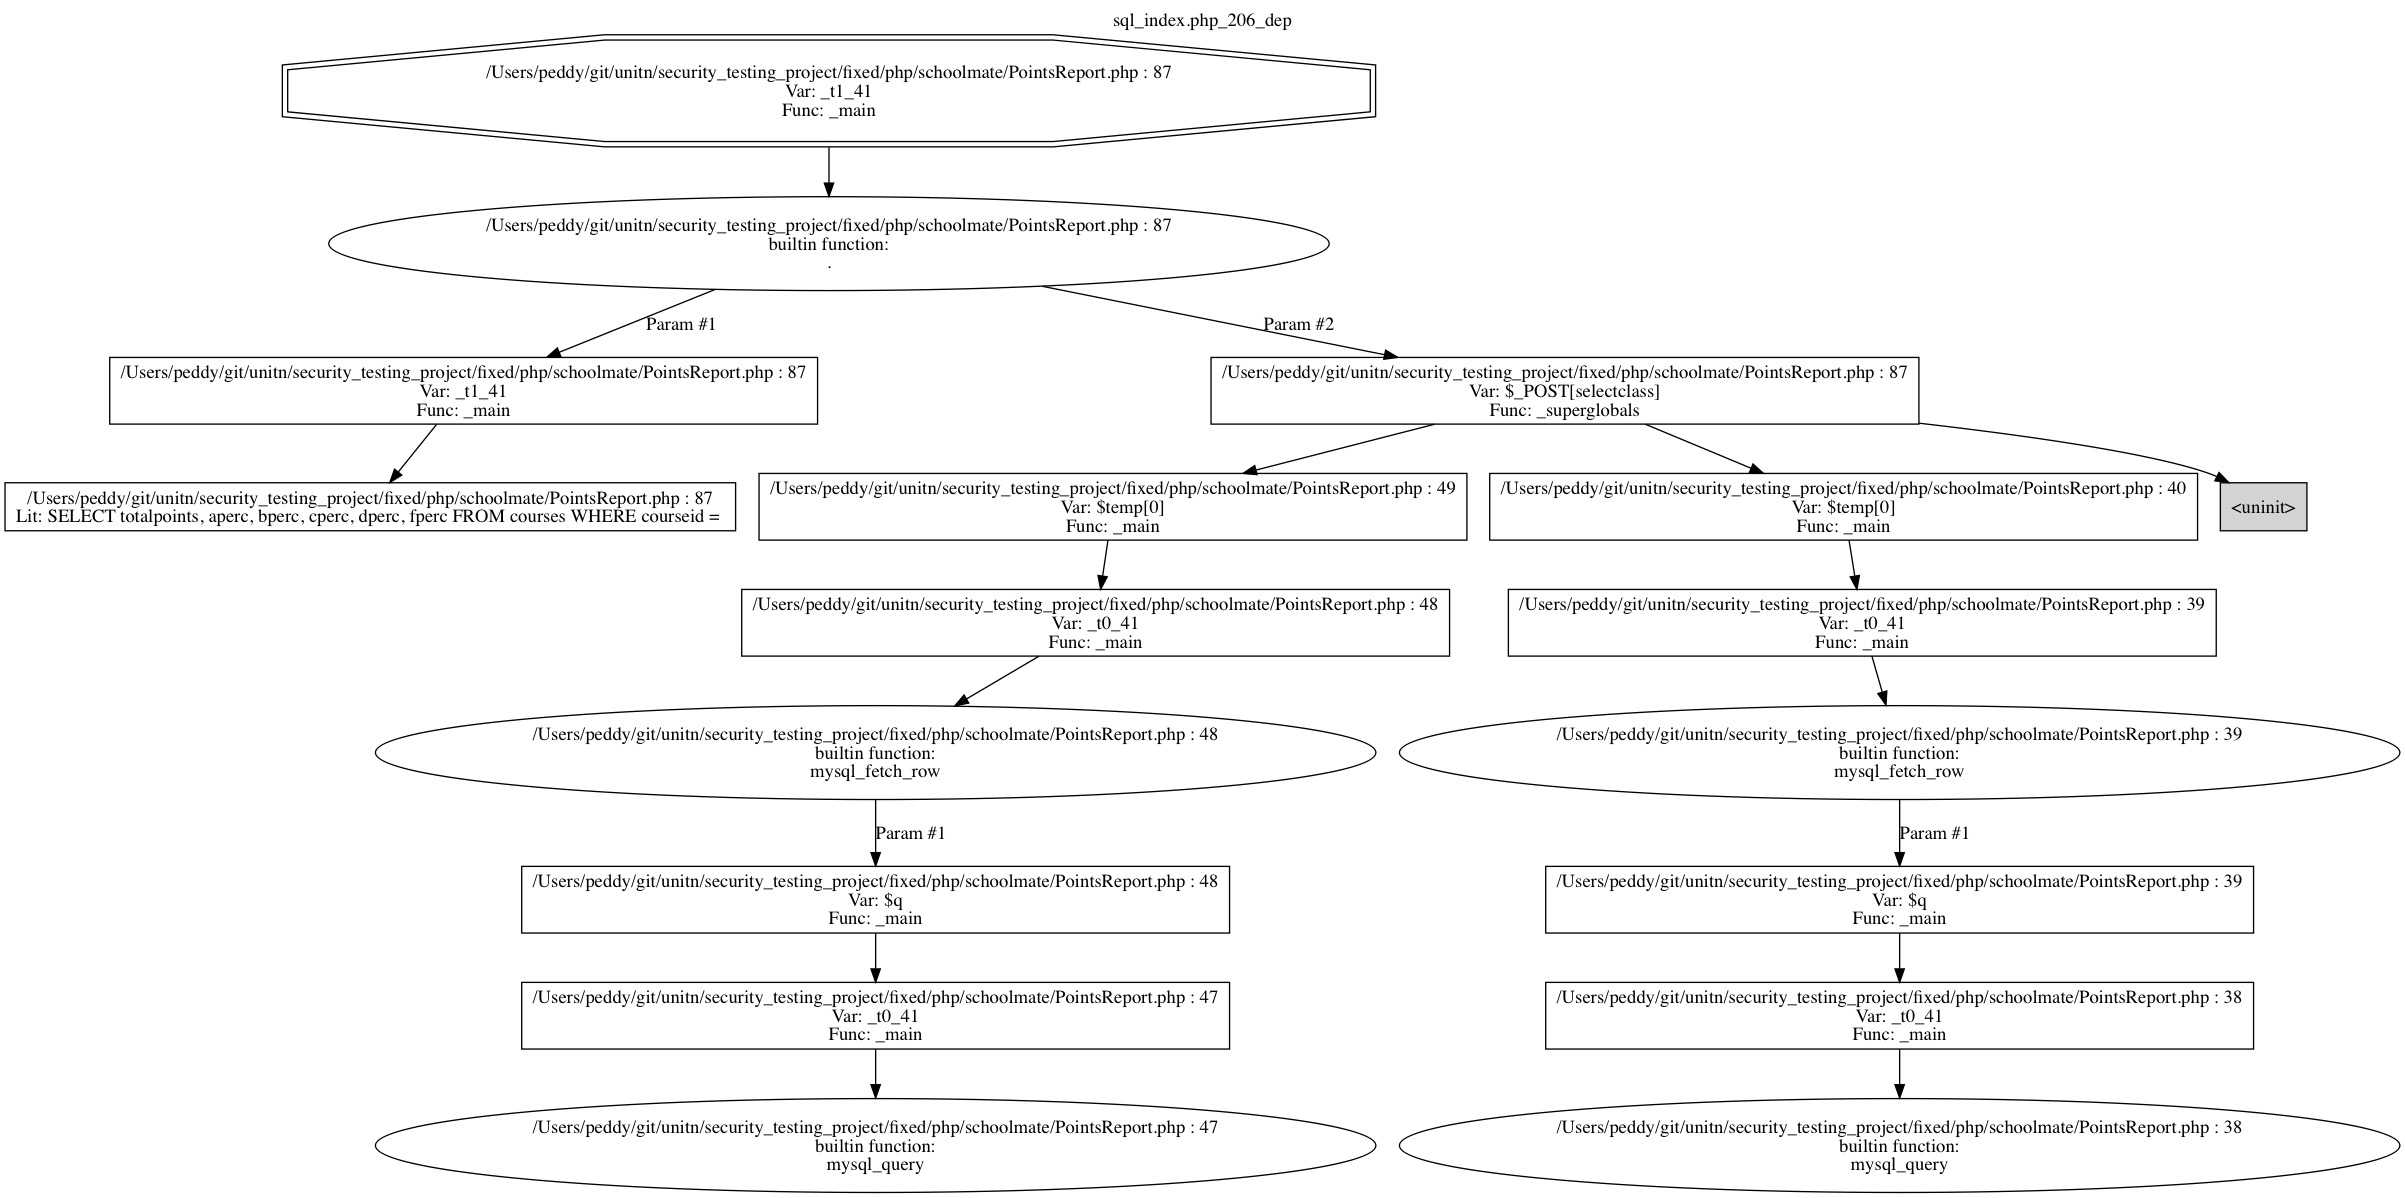 sql_index.php_206_dep
/Users/peddy/git/unitn/security_testing_project/fixed/php/schoolmate/PointsReport.php : 87
Var: _t1_41
Func: _main
/Users/peddy/git/unitn/security_testing_project/fixed/php/schoolmate/PointsReport.php : 87
builtin function:
.
Param #1
Param #2
/Users/peddy/git/unitn/security_testing_project/fixed/php/schoolmate/PointsReport.php : 87
Var: _t1_41
Func: _main
/Users/peddy/git/unitn/security_testing_project/fixed/php/schoolmate/PointsReport.php : 87
Var: $_POST[selectclass]
Func: _superglobals
/Users/peddy/git/unitn/security_testing_project/fixed/php/schoolmate/PointsReport.php : 87
Lit: SELECT totalpoints, aperc, bperc, cperc, dperc, fperc FROM courses WHERE courseid =
/Users/peddy/git/unitn/security_testing_project/fixed/php/schoolmate/PointsReport.php : 49
Var: $temp[0]
Func: _main
/Users/peddy/git/unitn/security_testing_project/fixed/php/schoolmate/PointsReport.php : 40
Var: $temp[0]
Func: _main
<uninit>
/Users/peddy/git/unitn/security_testing_project/fixed/php/schoolmate/PointsReport.php : 48
Var: _t0_41
Func: _main
/Users/peddy/git/unitn/security_testing_project/fixed/php/schoolmate/PointsReport.php : 39
Var: _t0_41
Func: _main
/Users/peddy/git/unitn/security_testing_project/fixed/php/schoolmate/PointsReport.php : 48
builtin function:
mysql_fetch_row
/Users/peddy/git/unitn/security_testing_project/fixed/php/schoolmate/PointsReport.php : 39
builtin function:
mysql_fetch_row
Param #1
Param #1
/Users/peddy/git/unitn/security_testing_project/fixed/php/schoolmate/PointsReport.php : 48
Var: $q
Func: _main
/Users/peddy/git/unitn/security_testing_project/fixed/php/schoolmate/PointsReport.php : 39
Var: $q
Func: _main
/Users/peddy/git/unitn/security_testing_project/fixed/php/schoolmate/PointsReport.php : 47
Var: _t0_41
Func: _main
/Users/peddy/git/unitn/security_testing_project/fixed/php/schoolmate/PointsReport.php : 38
Var: _t0_41
Func: _main
/Users/peddy/git/unitn/security_testing_project/fixed/php/schoolmate/PointsReport.php : 47
builtin function:
mysql_query
/Users/peddy/git/unitn/security_testing_project/fixed/php/schoolmate/PointsReport.php : 38
builtin function:
mysql_query